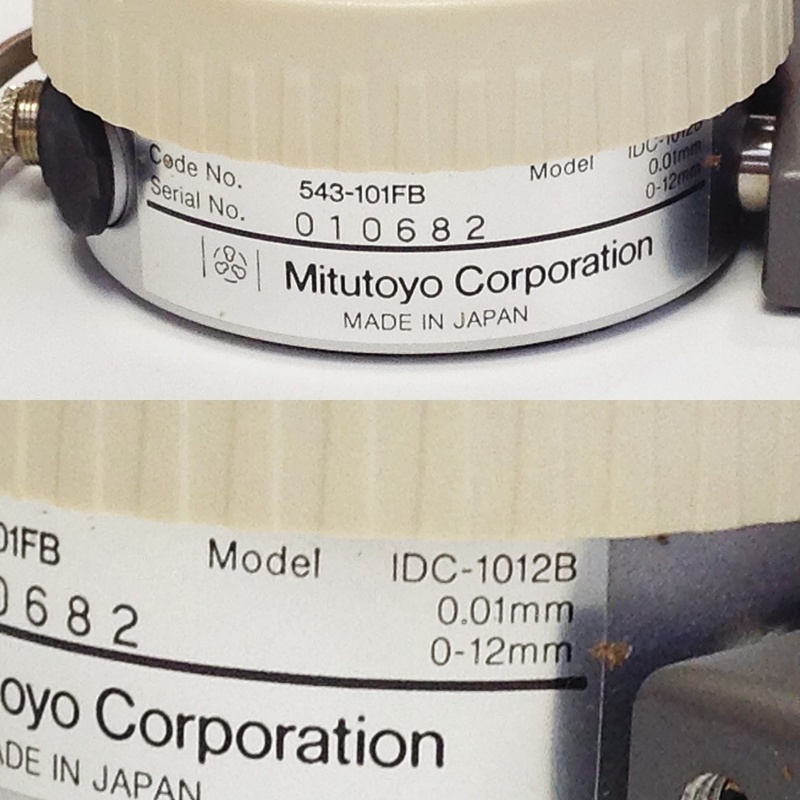 Code No. 543-101FB Model IDC-1012B
Serial No. 010682 0.01mm
0-12mm
Mitutoyo Corporation
MADE IN JAPAN
01FB Model IDC-1012B
0682 0.01mm
0-12mm
oyo Corporation
ADE IN JAPAN